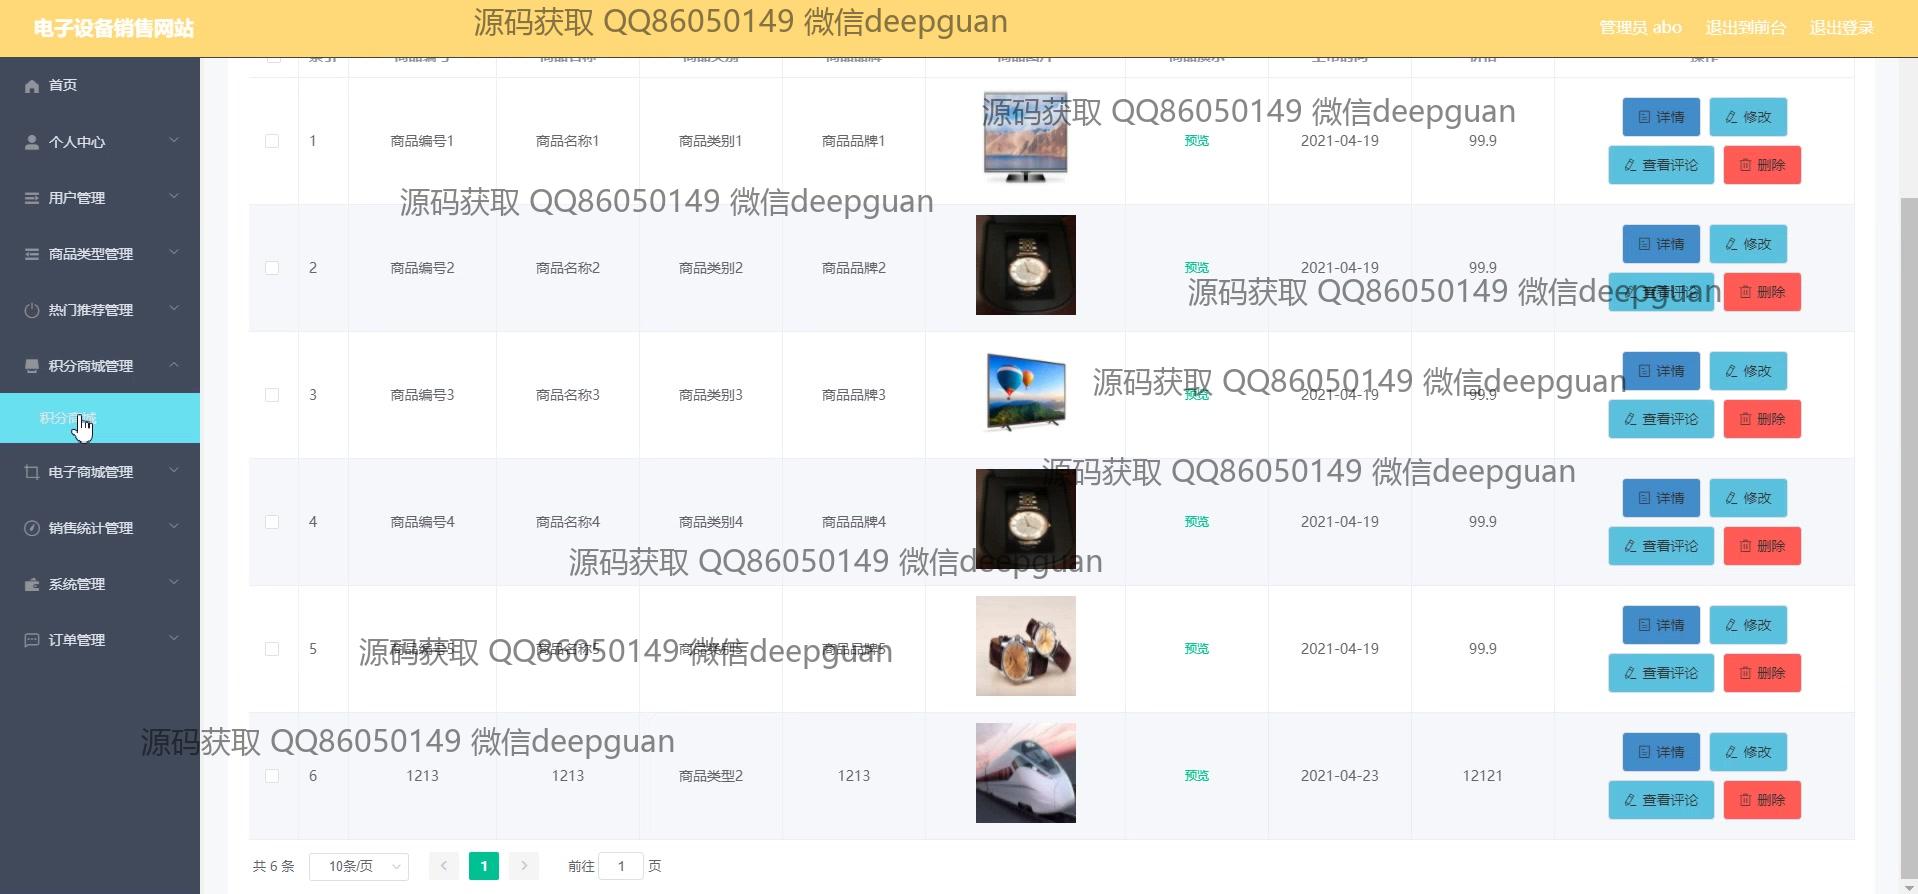 电子设备销售网站
源码获取 QQ86050149 微信deepguan
管理员 abo 退出到前台 退出登录
首页
个人中心
用户管理
商品类型管理
热门推荐管理
积分商城管理
积分商城
电子商城管理
销售统计管理
系统管理
订单管理
索引 商品编号 商品名称 商品类别 商品品牌 商品图片 商品展示 上市时间 价格 操作
源码获取 QQ86050149 微信deepguan
1 商品编号1 商品名称1 商品类别1 商品品牌1 预览 2021-04-19 99.9 详情 修改
查看评论 删除
源码获取 QQ86050149 微信deepguan
2 商品编号2 商品名称2 商品类别2 商品品牌2 预览 2021-04-19 99.9 详情 修改
查看评论 删除
源码获取 QQ86050149 微信deepguan
3 商品编号3 商品名称3 商品类别3 商品品牌3 预览 2021-04-19 99.9 详情 修改
源码获取 QQ86050149 微信deepguan
查看评论 删除
源码获取 QQ86050149 微信deepguan
4 商品编号4 商品名称4 商品类别4 商品品牌4 预览 2021-04-19 99.9 详情 修改
查看评论 删除
源码获取 QQ86050149 微信deepguan
5 商品编号5 商品名称5 商品类别5 商品品牌5 预览 2021-04-19 99.9 详情 修改
查看评论 删除
源码获取 QQ86050149 微信deepguan
源码获取 QQ86050149 微信deepguan
6 1213 1213 商品类型2 1213 预览 2021-04-23 12121 详情 修改
查看评论 删除
共 6 条 10条/页 1 前往 1 页